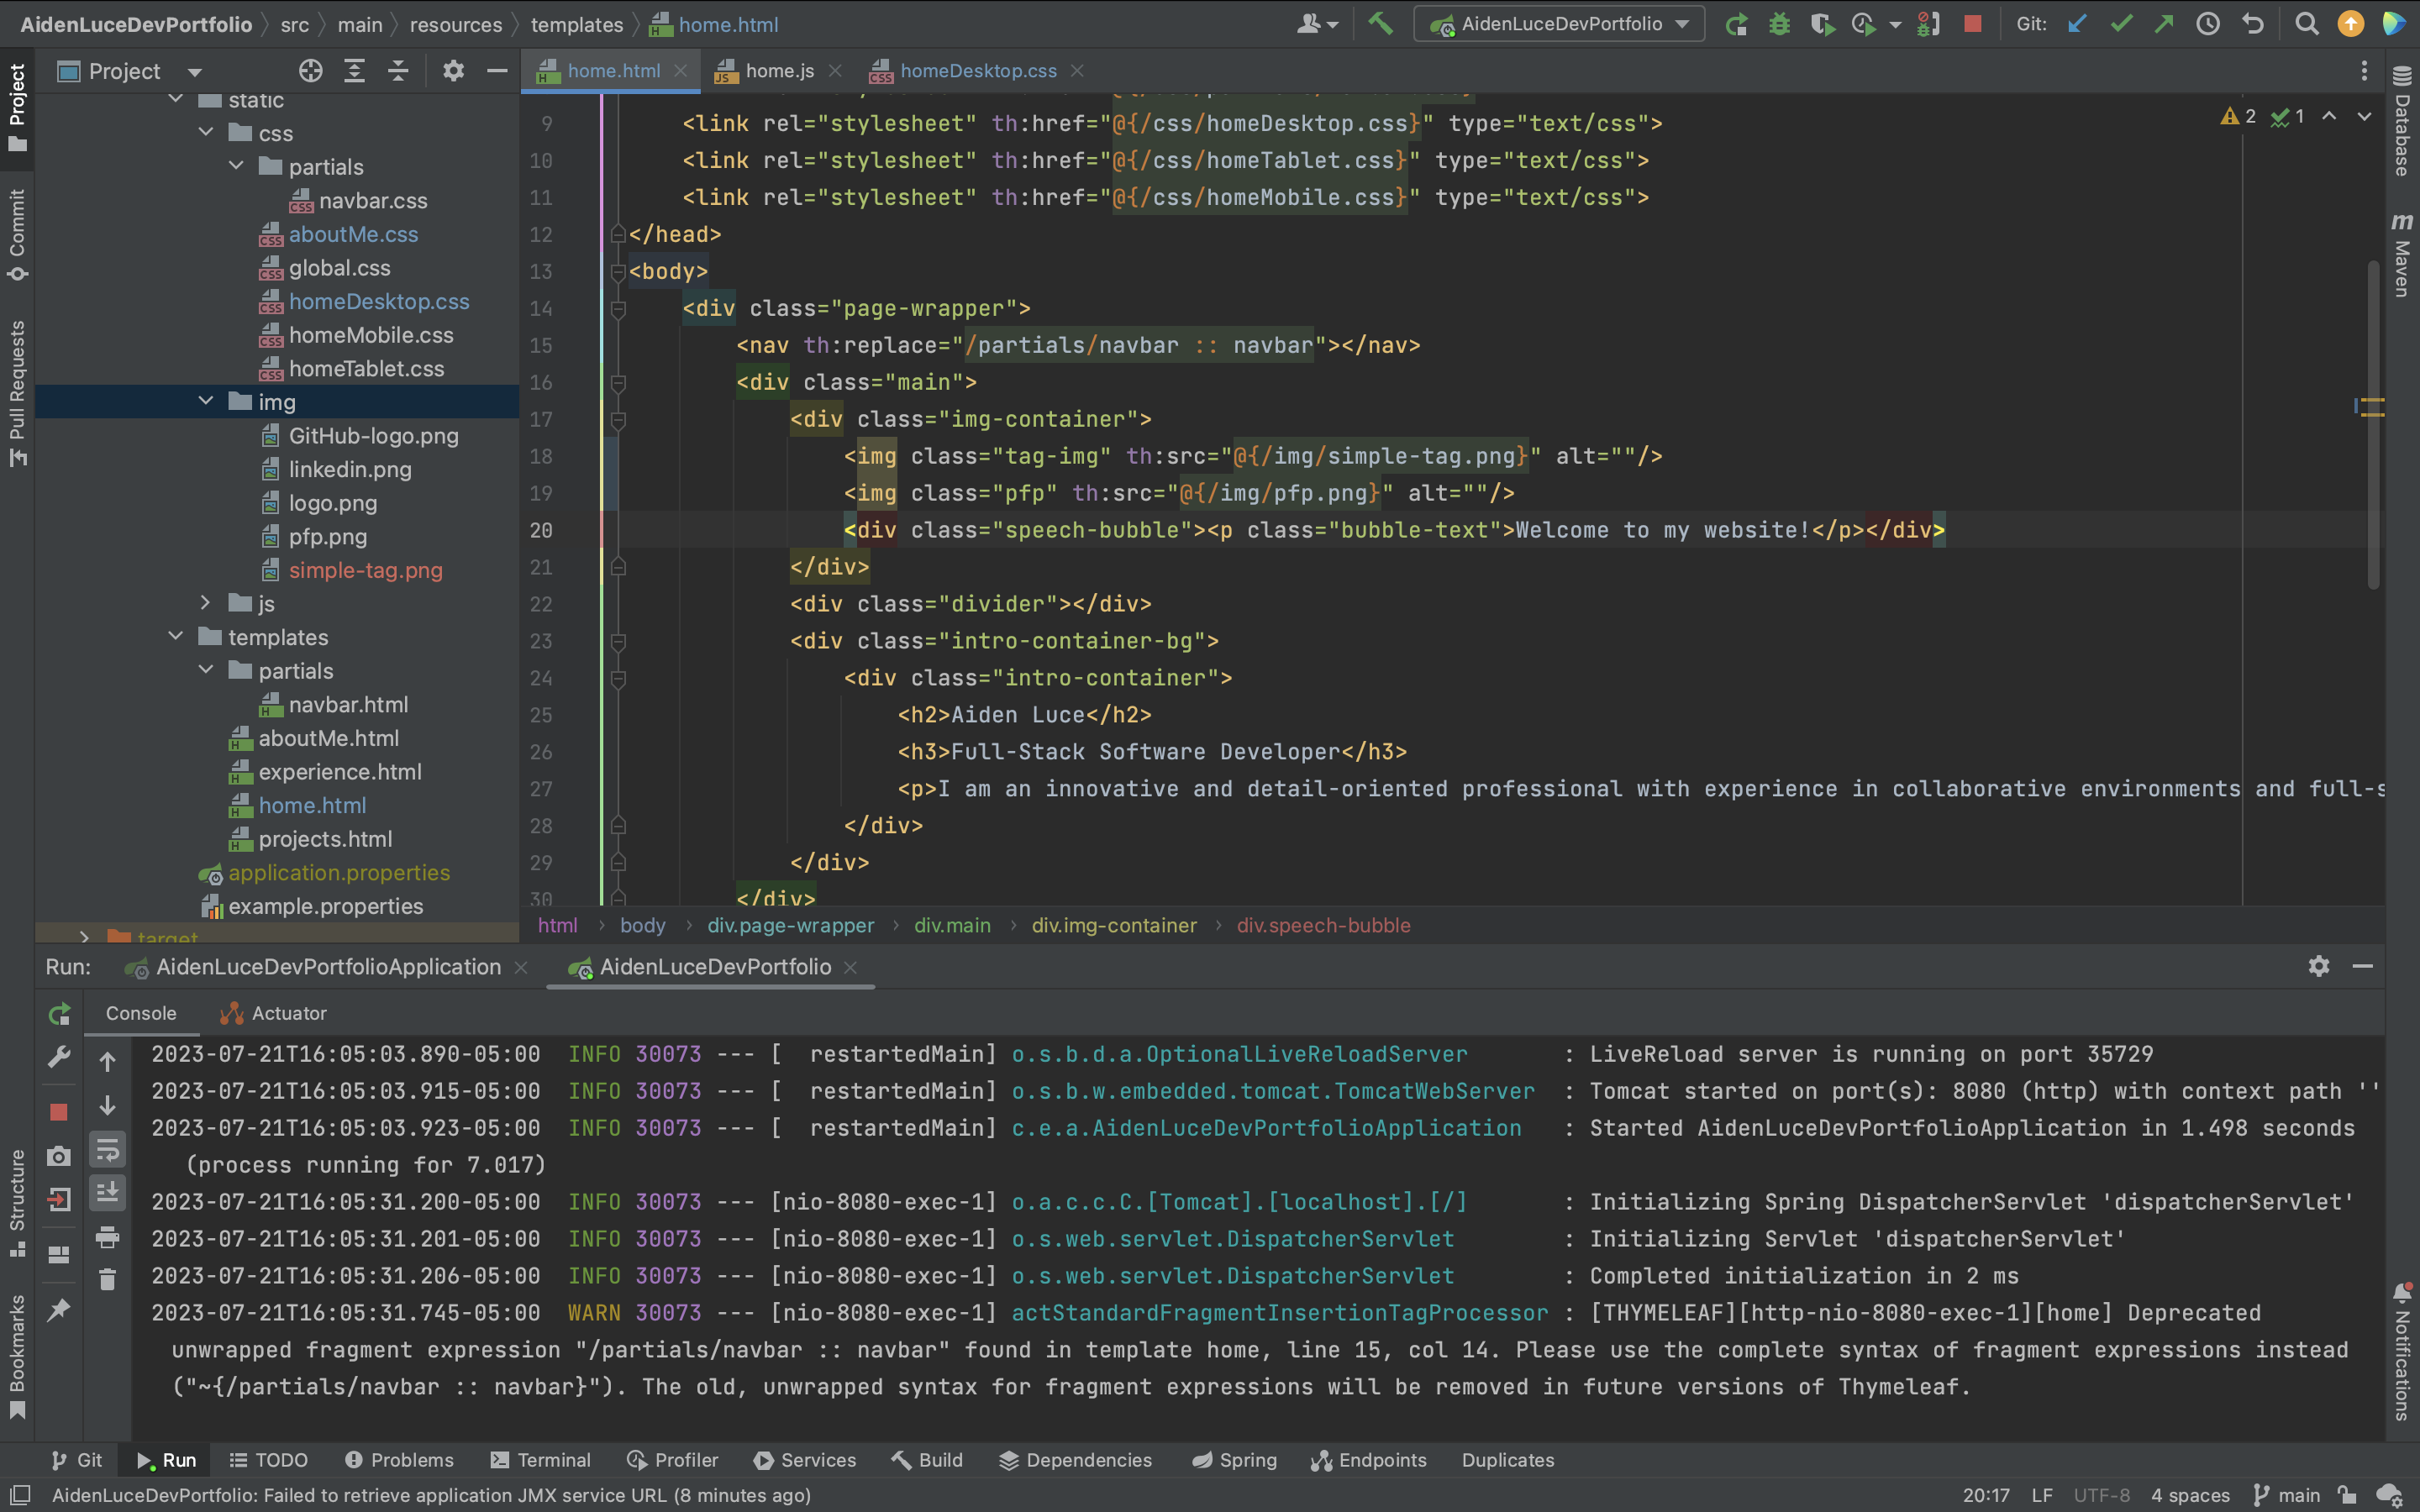 AidenLuceDevPortfolio src main resources templates home.html
AidenLuceDevPortfolio
Git:
Project
home.html home.js homeDesktop.css
Project
Commit
Pull Requests
Structure
Bookmarks
Database
Maven
Notifications
static
css
partials
navbar.css
aboutMe.css
global.css
homeDesktop.css
homeMobile.css
homeTablet.css
img
GitHub-logo.png
linkedin.png
logo.png
pfp.png
simple-tag.png
js
templates
partials
navbar.html
aboutMe.html
experience.html
home.html
projects.html
application.properties
example.properties
target
2 1
9 <link rel="stylesheet" th:href="@{/css/homeDesktop.css}" type="text/css">
10 <link rel="stylesheet" th:href="@{/css/homeTablet.css}" type="text/css">
11 <link rel="stylesheet" th:href="@{/css/homeMobile.css}" type="text/css">
12 </head>
13 <body>
14 <div class="page-wrapper">
15 <nav th:replace="/partials/navbar :: navbar"></nav>
16 <div class="main">
17 <div class="img-container">
18 <img class="tag-img" th:src="@{/img/simple-tag.png}" alt=""/>
19 <img class="pfp" th:src="@{/img/pfp.png}" alt=""/>
20 <div class="speech-bubble"><p class="bubble-text">Welcome to my website!</p></div>
21 </div>
22 <div class="divider"></div>
23 <div class="intro-container-bg">
24 <div class="intro-container">
25 <h2>Aiden Luce</h2>
26 <h3>Full-Stack Software Developer</h3>
27 <p>I am an innovative and detail-oriented professional with experience in collaborative environments and full-s
28 </div>
29 </div>
30 </div>
html body div.page-wrapper div.main div.img-container div.speech-bubble
Run: AidenLuceDevPortfolioApplication AidenLuceDevPortfolio
Console Actuator
2023-07-21T16:05:03.890-05:00 INFO 30073 --- [ restartedMain] o.s.b.d.a.OptionalLiveReloadServer : LiveReload server is running on port 35729
2023-07-21T16:05:03.915-05:00 INFO 30073 --- [ restartedMain] o.s.b.w.embedded.tomcat.TomcatWebServer : Tomcat started on port(s): 8080 (http) with context path ''
2023-07-21T16:05:03.923-05:00 INFO 30073 --- [ restartedMain] c.e.a.AidenLuceDevPortfolioApplication : Started AidenLuceDevPortfolioApplication in 1.498 seconds
(process running for 7.017)
2023-07-21T16:05:31.200-05:00 INFO 30073 --- [nio-8080-exec-1] o.a.c.c.C.[Tomcat].[localhost].[/] : Initializing Spring DispatcherServlet 'dispatcherServlet'
2023-07-21T16:05:31.201-05:00 INFO 30073 --- [nio-8080-exec-1] o.s.web.servlet.DispatcherServlet : Initializing Servlet 'dispatcherServlet'
2023-07-21T16:05:31.206-05:00 INFO 30073 --- [nio-8080-exec-1] o.s.web.servlet.DispatcherServlet : Completed initialization in 2 ms
2023-07-21T16:05:31.745-05:00 WARN 30073 --- [nio-8080-exec-1] actStandardFragmentInsertionTagProcessor : [THYMELEAF][http-nio-8080-exec-1][home] Deprecated
unwrapped fragment expression "/partials/navbar :: navbar" found in template home, line 15, col 14. Please use the complete syntax of fragment expressions instead
("~{/partials/navbar :: navbar}"). The old, unwrapped syntax for fragment expressions will be removed in future versions of Thymeleaf.
Git Run TODO Problems Terminal Profiler Services Build Dependencies Spring Endpoints Duplicates
AidenLuceDevPortfolio: Failed to retrieve application JMX service URL (8 minutes ago) 20:17 LF UTF-8 4 spaces main